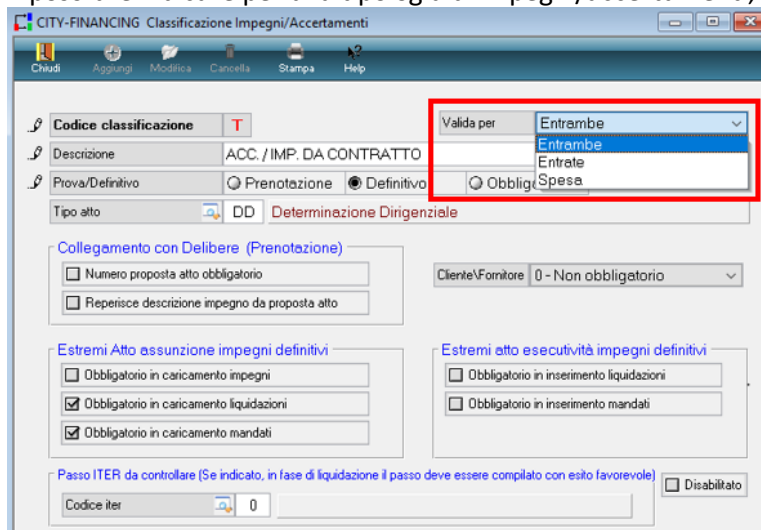 CITY-FINANCING Classificazione Impegni/Accertamenti
Chiudi Aggiungi Modifica Cancella Stampa Help
Codice classificazione T Valida per Entrambe
Entrambe
Descrizione ACC. / IMP. DA CONTRATTO
Entrate
Prova/Definitivo Prenotazione Definitivo
Spesa
Tipo atto DD Determinazione Dirigenziale
Collegamento con Delibere (Prenotazione)
Numero proposta atto obbligatorio
Cliente\Fornitore 0 - Non obbligatorio
Reperisce descrizione impegno da proposta atto
Estremi Atto assunzione impegni definitivi
Estremi atto esecutività impegni definitivi
Obbligatorio in caricamento impegni
Obbligatorio in inserimento liquidazioni
Obbligatorio in caricamento liquidazioni
Obbligatorio in inserimento mandati
Obbligatorio in caricamento mandati
Passo ITER da controllare (Se indicato, in fase di liquidazione il passo deve essere compilato con esito favorevole)
Disabilitato
Codice iter 0